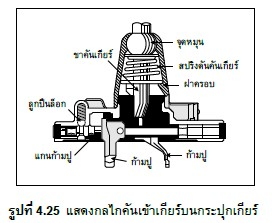 จุดหมุน
ขาคันเกียร์
สปริงดันคันเกียร์
ฝาครอบ
ลูกปืนล็อก
แกนก้ามปู
ก้ามปู
ก้ามปู
รูปที่ 4.25 แสดงกลไกคันเข้าเกียร์บนกระปุกเกียร์